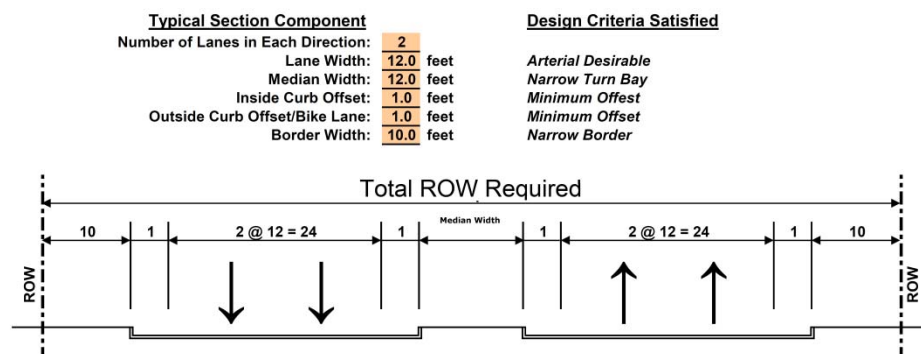 Typical Section Component Design Criteria Satisfied
Number of Lanes in Each Direction: 2
Lane Width: 12.0 feet Arterial Desirable
Median Width: 12.0 feet Narrow Turn Bay
Inside Curb Offset: 1.0 feet Minimum Offest
Outside Curb Offset/Bike Lane: 1.0 feet Minimum Offset
Border Width: 10.0 feet Narrow Border
Total ROW Required
Median Width
10 1 2 @ 12 = 24 1 1 2 @ 12 = 24 1 10
ROW ROW